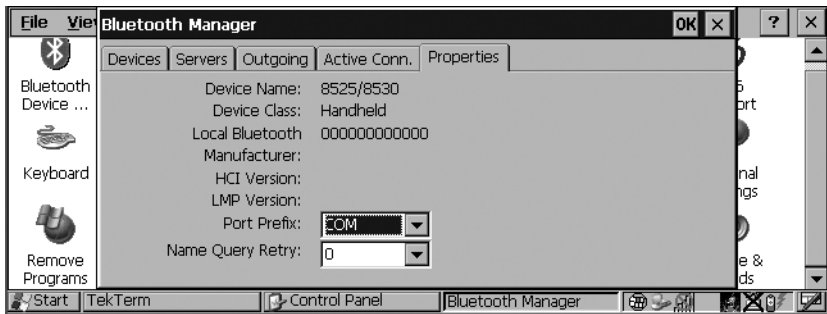 File View
Bluetooth Manager
OK
?
Devices
Servers
Outgoing
Active Conn.
Properties
Bluetooth
Device ...
Keyboard
Remove
Programs
Device Name: 8525/8530
Device Class: Handheld
Local Bluetooth 000000000000
Manufacturer:
HCI Version:
LMP Version:
Port Prefix: COM
Name Query Retry: 0
Start
TekTerm
Control Panel
Bluetooth Manager